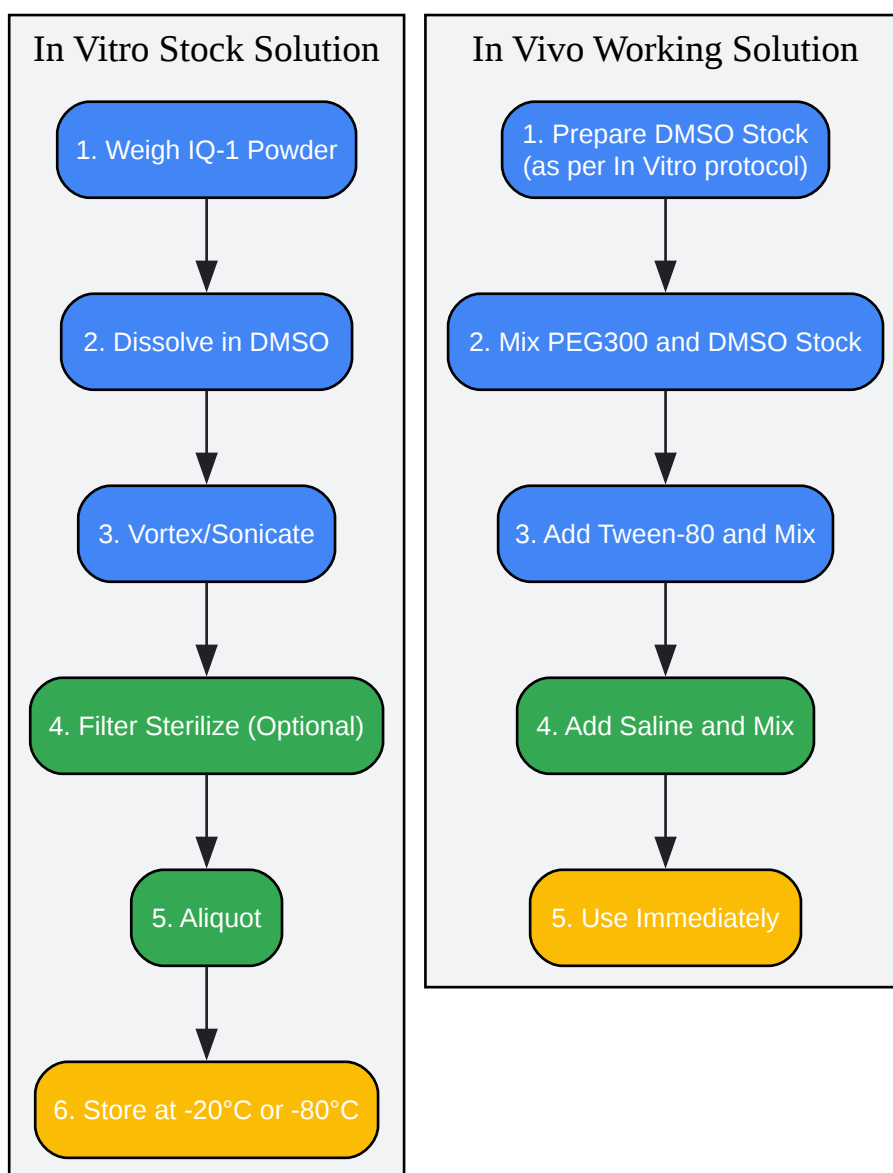 In Vitro Stock Solution
1. Weigh IQ-1 Powder
2. Dissolve in DMSO
3. Vortex/Sonicate
4. Filter Sterilize (Optional)
5. Aliquot
6. Store at -20°C or -80°C
In Vivo Working Solution
1. Prepare DMSO Stock
(as per In Vitro protocol)
2. Mix PEG300 and DMSO Stock
3. Add Tween-80 and Mix
4. Add Saline and Mix
5. Use Immediately